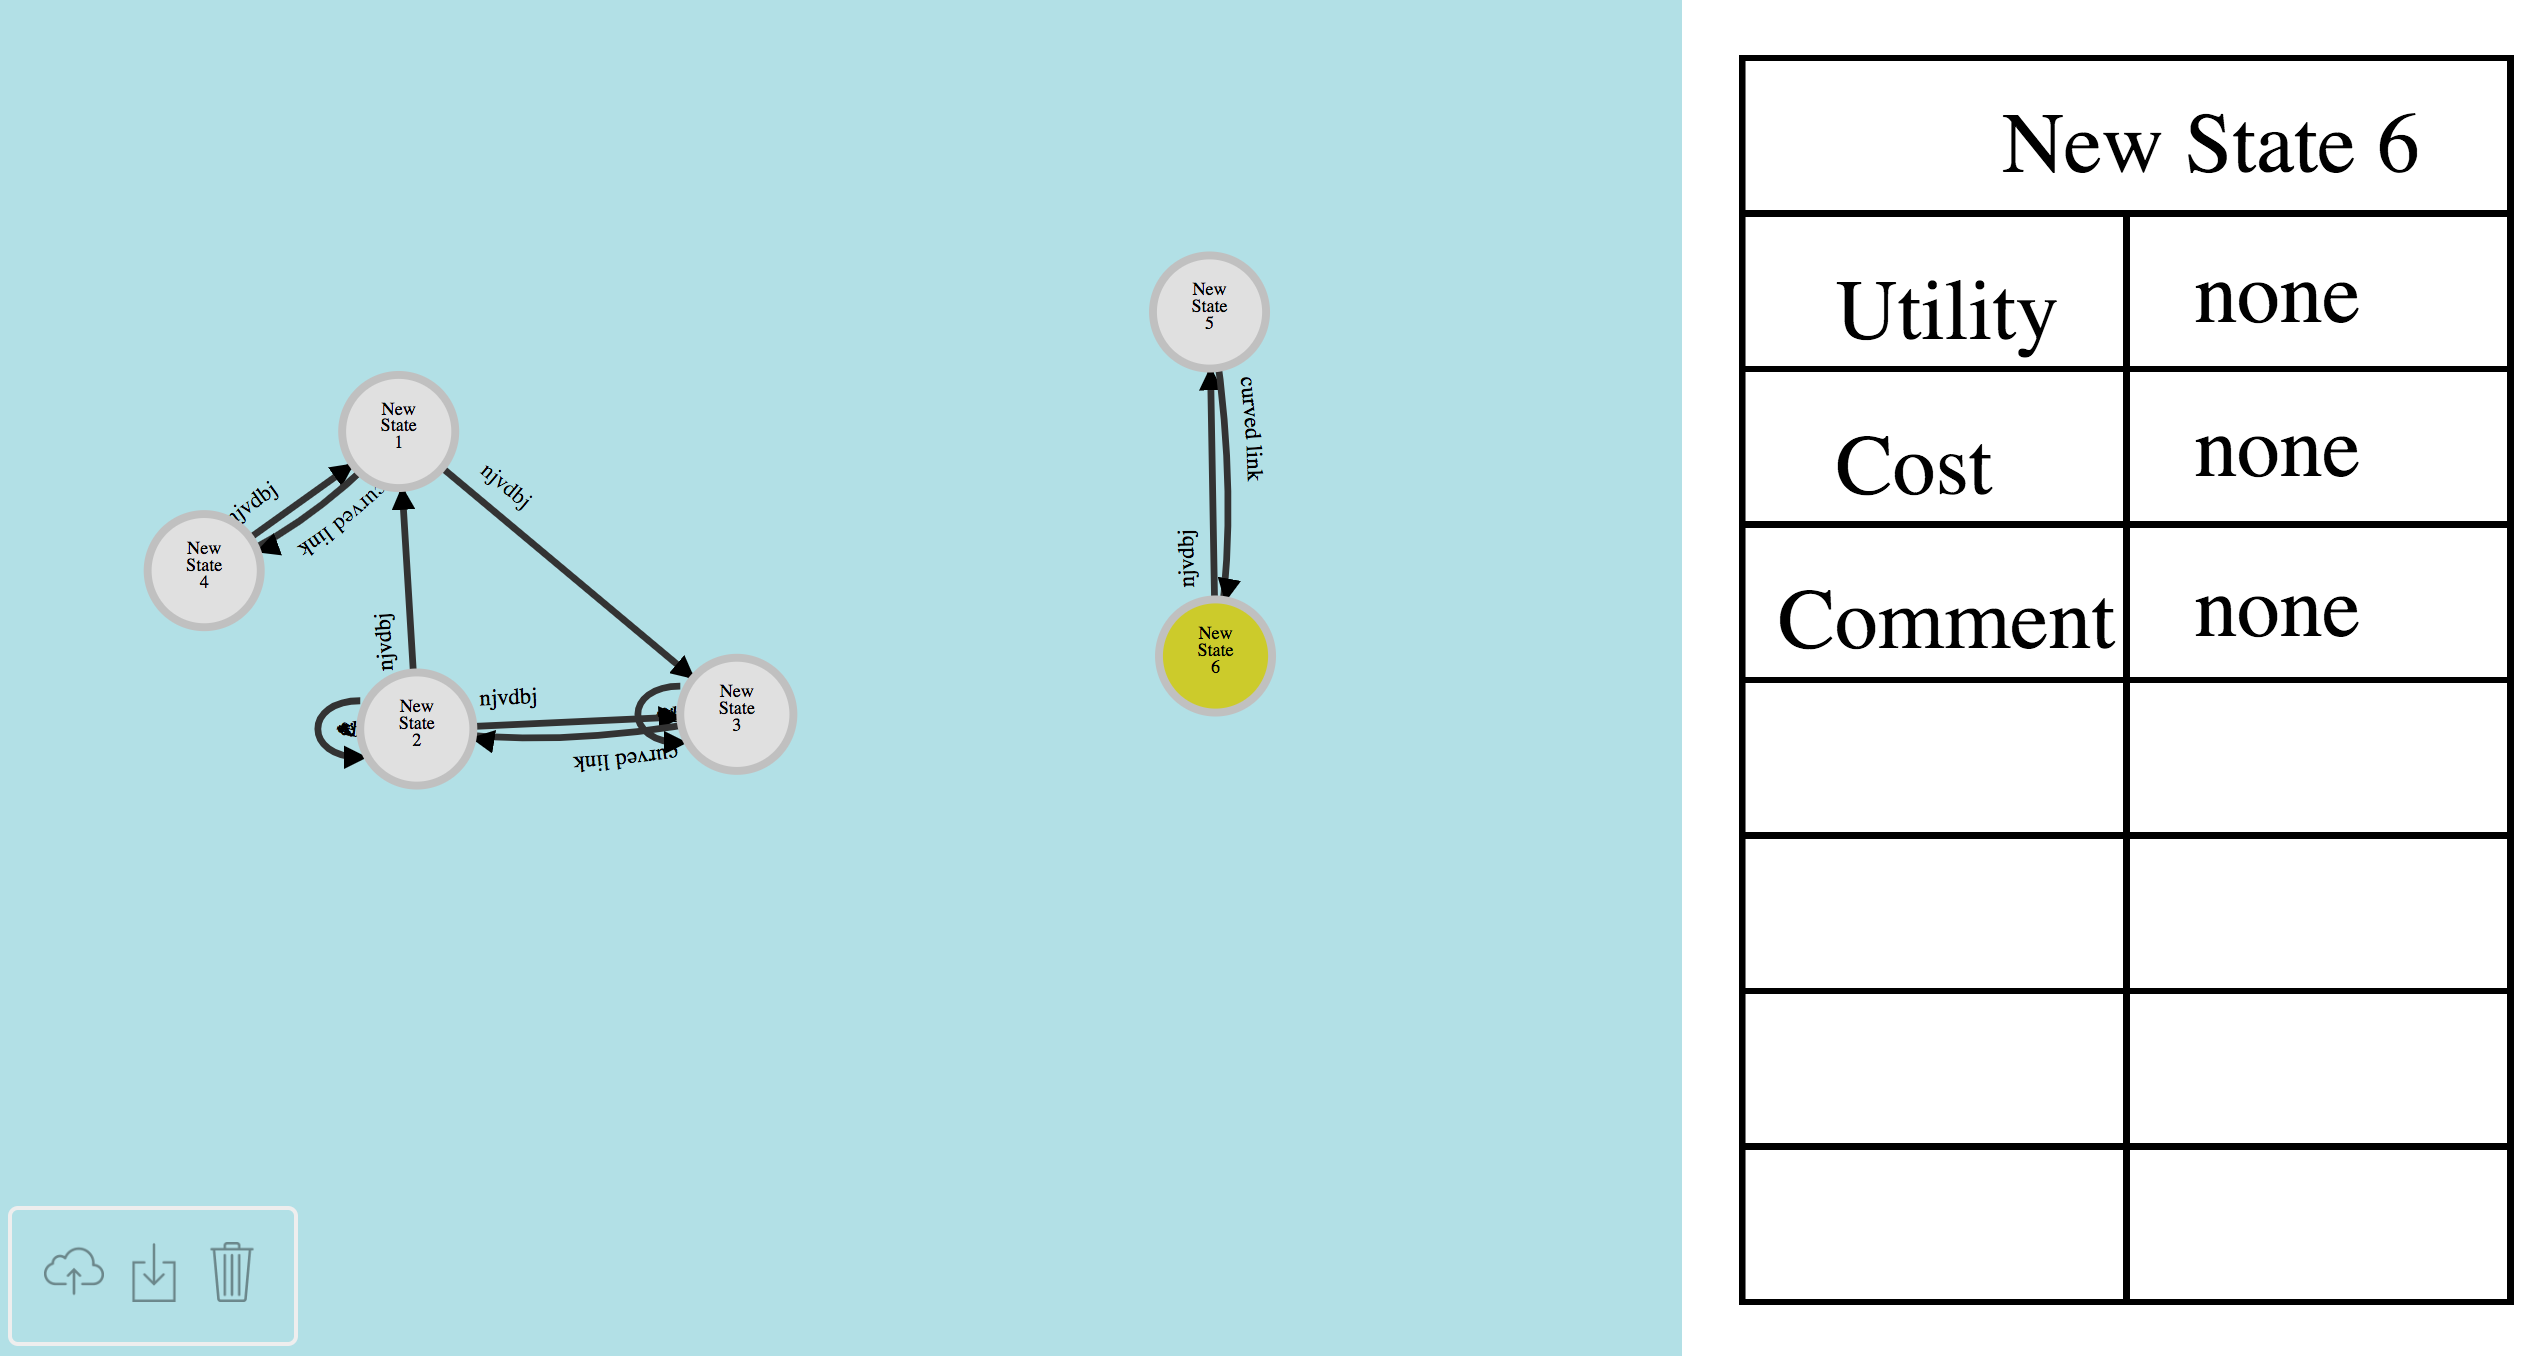 New
State
1
njvdbj
curved link
njvdbj
New
State
4
njvdbj
New
State
2
njvdbj
curved link
New
State
3
New
State
5
curved link
njvdbj
New
State
6
New State 6
Utility none
Cost none
Comment none